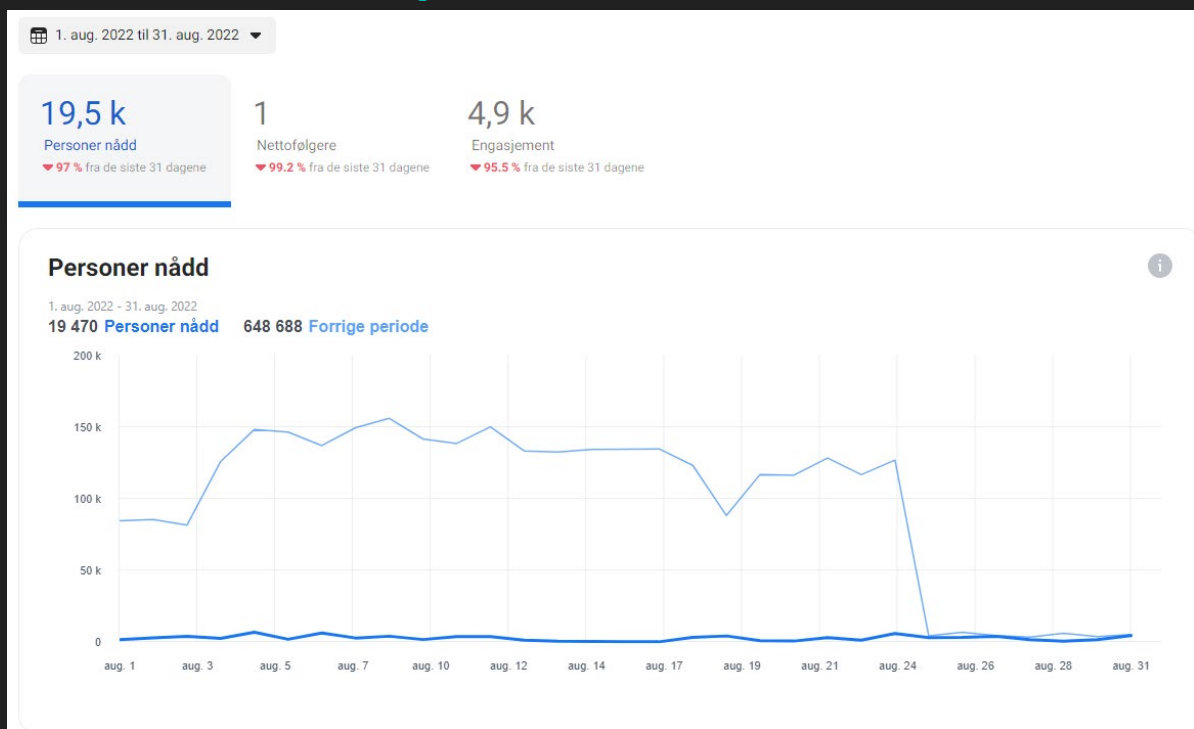 1. aug. 2022 til 31. aug. 2022
19,5 k
Personer nådd
97 % fra de siste 31 dagene
1
Nettofølgere
99.2 % fra de siste 31 dagene
4,9 k
Engasjement
95.5 % fra de siste 31 dagene
Personer nådd
1. aug. 2022 - 31. aug. 2022
19 470 Personer nådd 648 688 Forrige periode
200 k
150 k
100 k
50 k
0
aug. 1 aug. 3 aug. 5 aug. 7 aug. 10 aug. 12 aug. 14 aug. 17 aug. 19 aug. 21 aug. 24 aug. 26 aug. 28 aug. 31